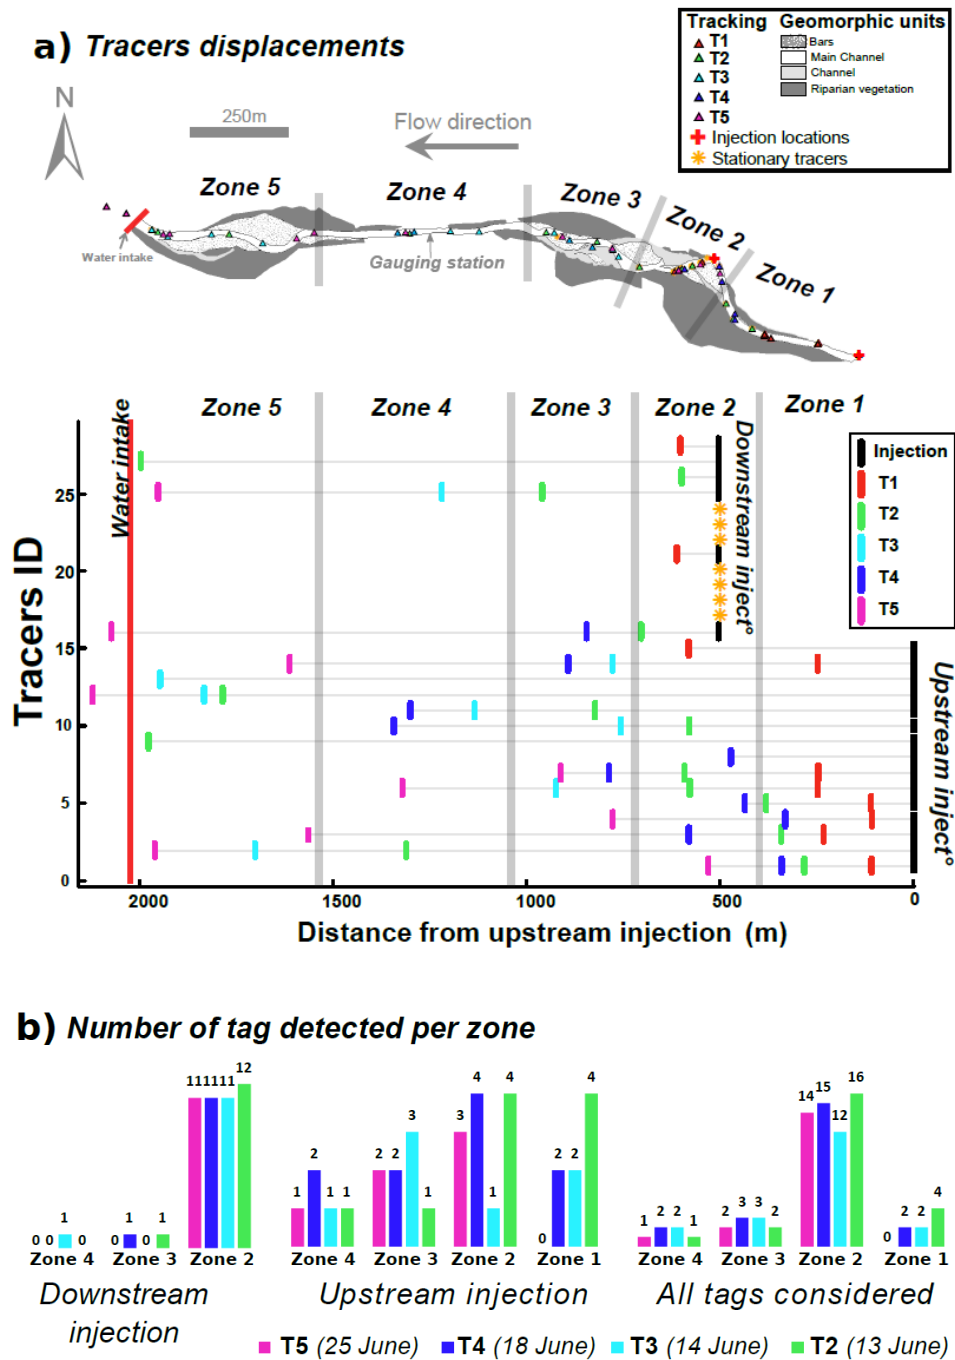 a) Tracers displacements
Tracking Geomorphic units
T1
T2
T3
T4
T5
Bars
Main Channel
Channel
Riparian vegetation
Injection locations
Stationary tracers
N
250m
Flow direction
Zone 5
Zone 4
Zone 3
Zone 2
Zone 1
Water intake
Gauging station
Zone 5
Zone 4
Zone 3
Zone 2
Zone 1
Water intake
Downstream inject°
Upstream inject°
Injection
T1
T2
T3
T4
T5
Tracers ID
25
20
15
10
5
0
2000 1500 1000 500 0
Distance from upstream injection (m)
b) Number of tag detected per zone
0 0 1 0
0 1 0 1
11 11 11 12
Zone 4 Zone 3 Zone 2
Downstream
injection
1 2 1 1
2 2 3 1
3 4 1 4
0 2 2 4
Zone 4 Zone 3 Zone 2 Zone 1
Upstream injection
1 2 2 1
2 3 3 2
14 15 12 16
0 2 2 4
Zone 4 Zone 3 Zone 2 Zone 1
All tags considered
T5 (25 June) T4 (18 June) T3 (14 June) T2 (13 June)